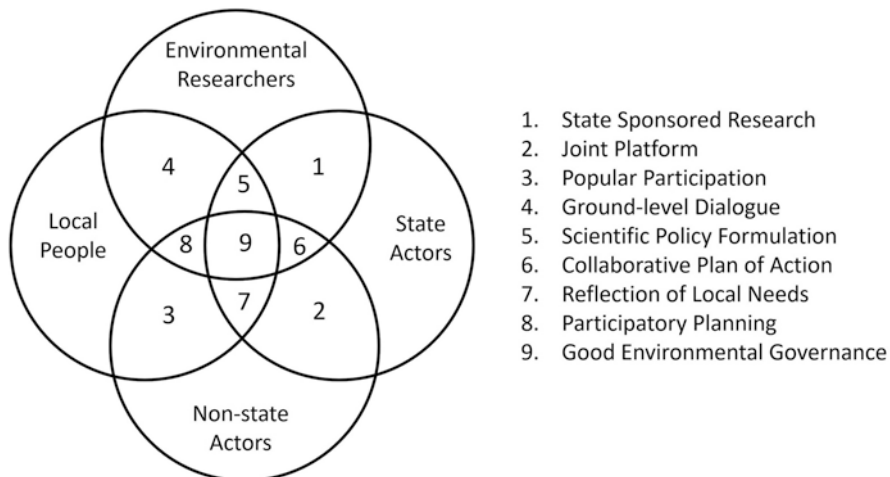 Environmental
Researchers
4
1
5
Local
People
State
Actors
8
9
6
7
3
2
Non-state
Actors
1. State Sponsored Research
2. Joint Platform
3. Popular Participation
4. Ground-level Dialogue
5. Scientific Policy Formulation
6. Collaborative Plan of Action
7. Reflection of Local Needs
8. Participatory Planning
9. Good Environmental Governance